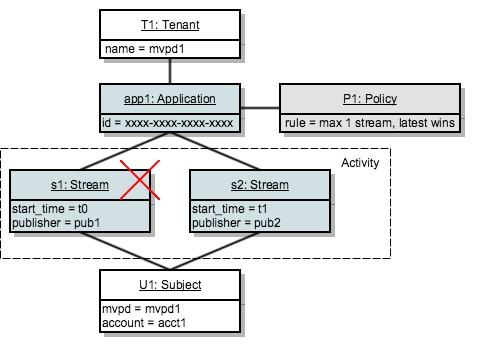 T1: Tenant
name = mvpd1
app1: Application
id = xxxx-xxxx-xxxx-xxxx
P1: Policy
rule = max 1 stream, latest wins
Activity
s1: Stream
start_time = t0
publisher = pub1
s2: Stream
start_time = t1
publisher = pub2
U1: Subject
mvpd = mvpd1
account = acct1